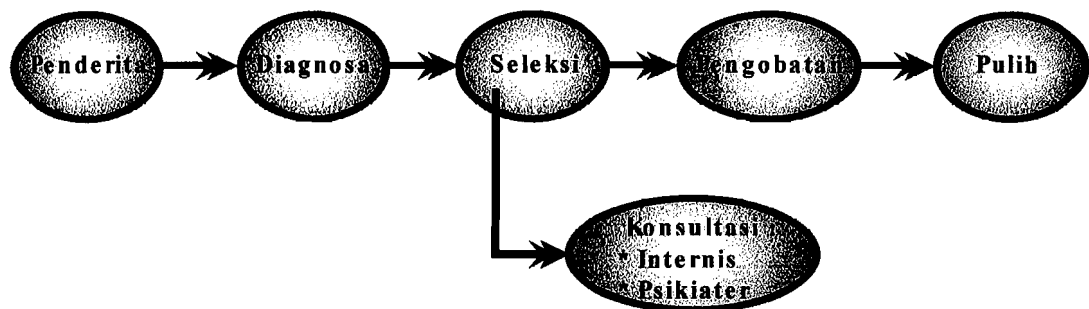 Penderita
Diagnosa
Seleksi
Pengobatan
Pulih
Konsultasi
* Internis
* Psikiater